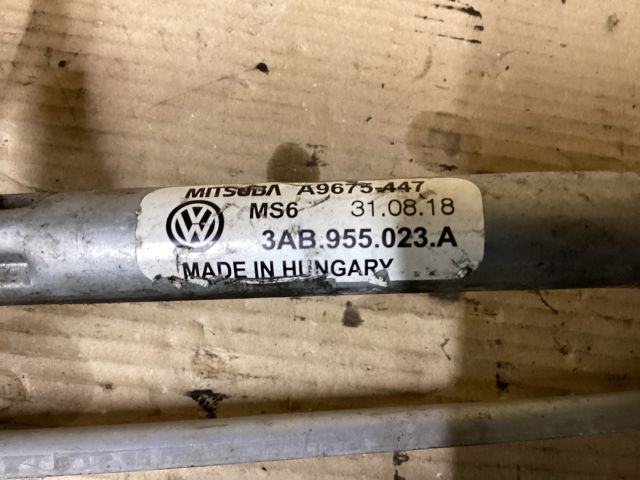 MITSUBA A9675-447
MS6 31.08.18
3AB.955.023.A
MADE IN HUNGARY